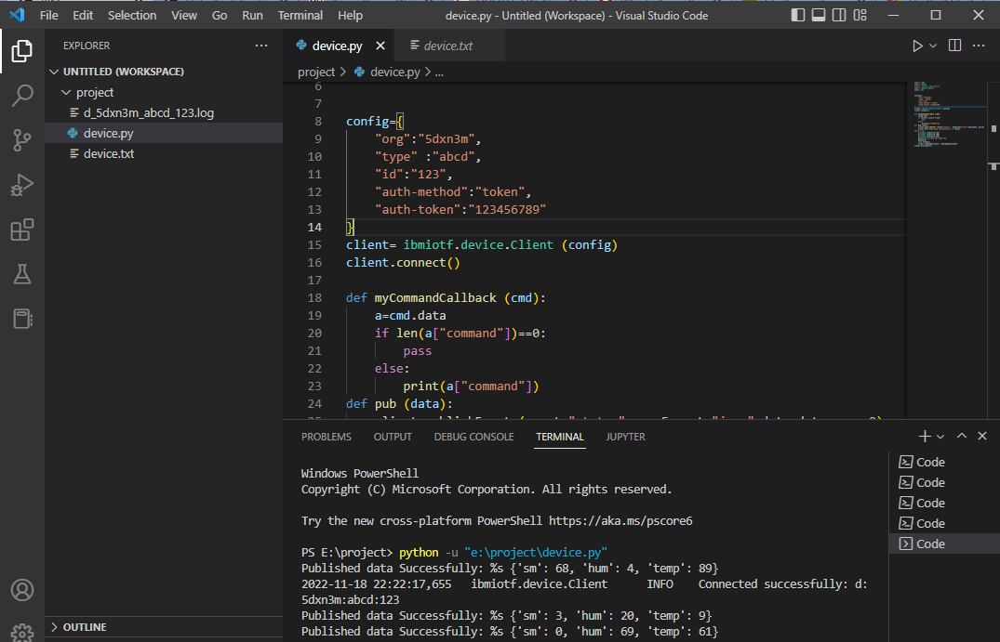 File Edit Selection View Go Run Terminal Help device.py - Untitled (Workspace) - Visual Studio Code
EXPLORER
UNTITLED (WORKSPACE)
project
d_5dxn3m_abcd_123.log
device.py
device.txt
OUTLINE
device.py device.txt
project > device.py > ...
6
7
8 config={
9 "org":"5dxn3m",
10 "type" :"abcd",
11 "id":"123",
12 "auth-method":"token",
13 "auth-token":"123456789"
14 }
15 client= ibmiotf.device.Client (config)
16 client.connect()
17
18 def myCommandCallback (cmd):
19 a=cmd.data
20 if len(a["command"])==0:
21 pass
22 else:
23 print(a["command"])
24 def pub (data):
PROBLEMS OUTPUT DEBUG CONSOLE TERMINAL JUPYTER
Windows PowerShell
Copyright (C) Microsoft Corporation. All rights reserved.
Try the new cross-platform PowerShell https://aka.ms/pscore6
PS E:\project> python -u "e:\project\device.py"
Published data Successfully: %s {'sm': 68, 'hum': 4, 'temp': 89}
2022-11-18 22:22:17,655 ibmiotf.device.Client INFO Connected successfully: d:
5dxn3m:abcd:123
Published data Successfully: %s {'sm': 3, 'hum': 20, 'temp': 9}
Published data Successfully: %s {'sm': 0, 'hum': 69, 'temp': 61}
Code
Code
Code
Code
Code